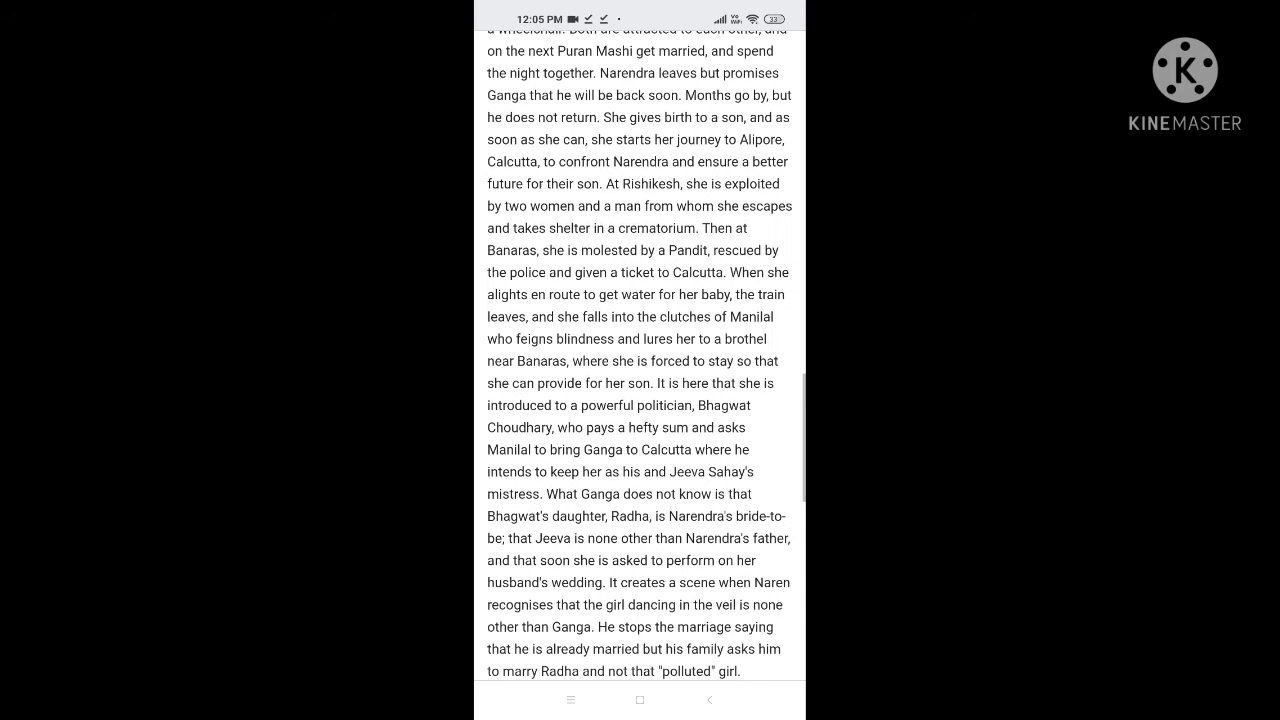 12:05 PM
Vo
WiFi
33
a wheelchair. Both are attracted to each other, and
on the next Puran Mashi get married, and spend
the night together. Narendra leaves but promises
Ganga that he will be back soon. Months go by, but
he does not return. She gives birth to a son, and as
soon as she can, she starts her journey to Alipore,
Calcutta, to confront Narendra and ensure a better
future for their son. At Rishikesh, she is exploited
by two women and a man from whom she escapes
and takes shelter in a crematorium. Then at
Banaras, she is molested by a Pandit, rescued by
the police and given a ticket to Calcutta. When she
alights en route to get water for her baby, the train
leaves, and she falls into the clutches of Manilal
who feigns blindness and lures her to a brothel
near Banaras, where she is forced to stay so that
she can provide for her son. It is here that she is
introduced to a powerful politician, Bhagwat
Choudhary, who pays a hefty sum and asks
Manilal to bring Ganga to Calcutta where he
intends to keep her as his and Jeeva Sahay's
mistress. What Ganga does not know is that
Bhagwat's daughter, Radha, is Narendra's bride-to-
be; that Jeeva is none other than Narendra's father,
and that soon she is asked to perform on her
husband's wedding. It creates a scene when Naren
recognises that the girl dancing in the veil is none
other than Ganga. He stops the marriage saying
that he is already married but his family asks him
to marry Radha and not that "polluted" girl.
K
KINEMASTER